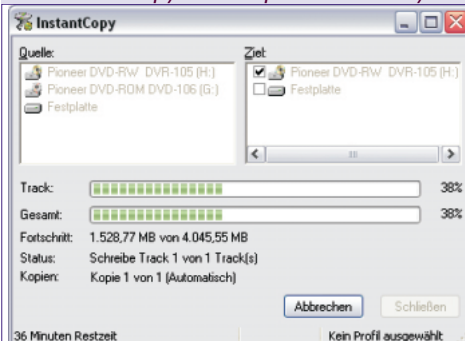 InstantCopy
Quelle:
Pioneer DVD-RW DVR-105 (H:)
Pioneer DVD-ROM DVD-106 (G:)
Festplatte
Ziel:
Pioneer DVD-RW DVR-105 (H:)
Festplatte
Track: 38%
Gesamt: 38%
Fortschritt: 1.528,77 MB von 4.045,55 MB
Status: Schreibe Track 1 von 1 Track(s)
Kopien: Kopie 1 von 1 (Automatisch)
Abbrechen Schließen
36 Minuten Restzeit Kein Profil ausgewählt